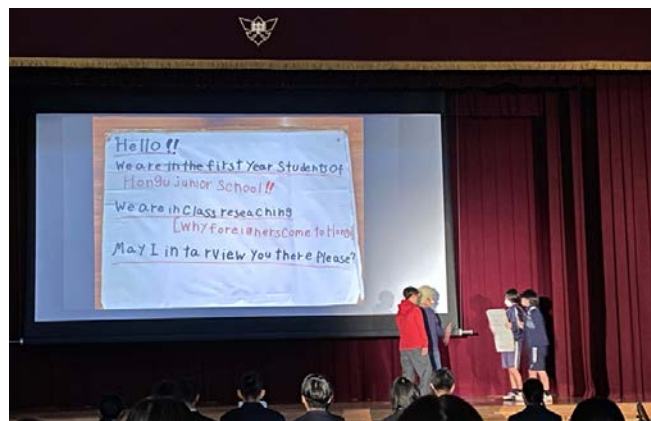 Hello!!
We are in the first year students of
Hongu junior School!!
We are in Class reseaching
[Why foreigners Come to Hongu
May I in tarview You there Please?